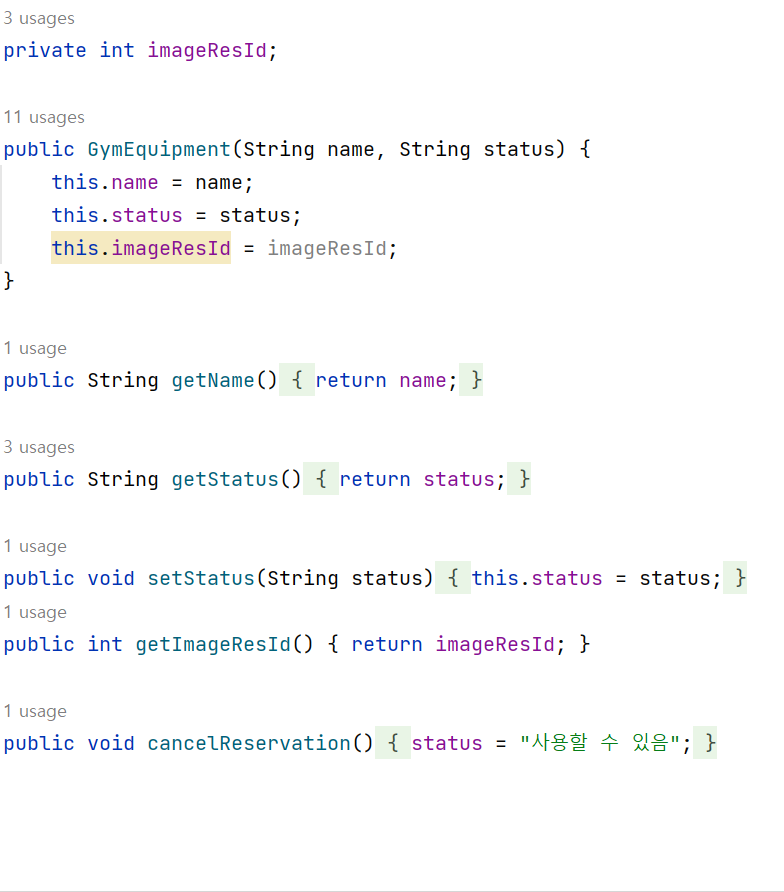 3 usages
private int imageResId;
11 usages
public GymEquipment(String name, String status) {
this.name = name;
this.status = status;
this.imageResId = imageResId;
}
1 usage
public String getName() { return name; }
3 usages
public String getStatus() { return status; }
1 usage
public void setStatus(String status) { this.status = status; }
1 usage
public int getImageResId() { return imageResId; }
1 usage
public void cancelReservation() { status = "사용할 수 있음"; }